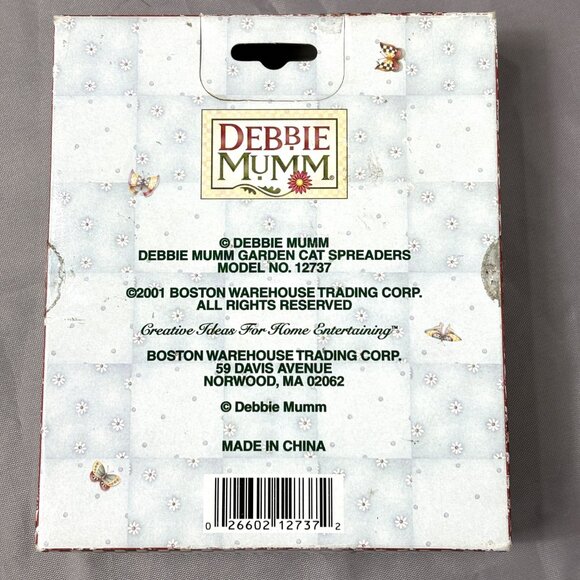 DEBBIE
MUMM®
© DEBBIE MUMM
DEBBIE MUMM GARDEN CAT SPREADERS
MODEL NO. 12737
©2001 BOSTON WAREHOUSE TRADING CORP.
ALL RIGHTS RESERVED
Creative Ideas For Home Entertaining™
BOSTON WAREHOUSE TRADING CORP.
59 DAVIS AVENUE
NORWOOD, MA 02062
© Debbie Mumm
MADE IN CHINA
0 26602 12737 2